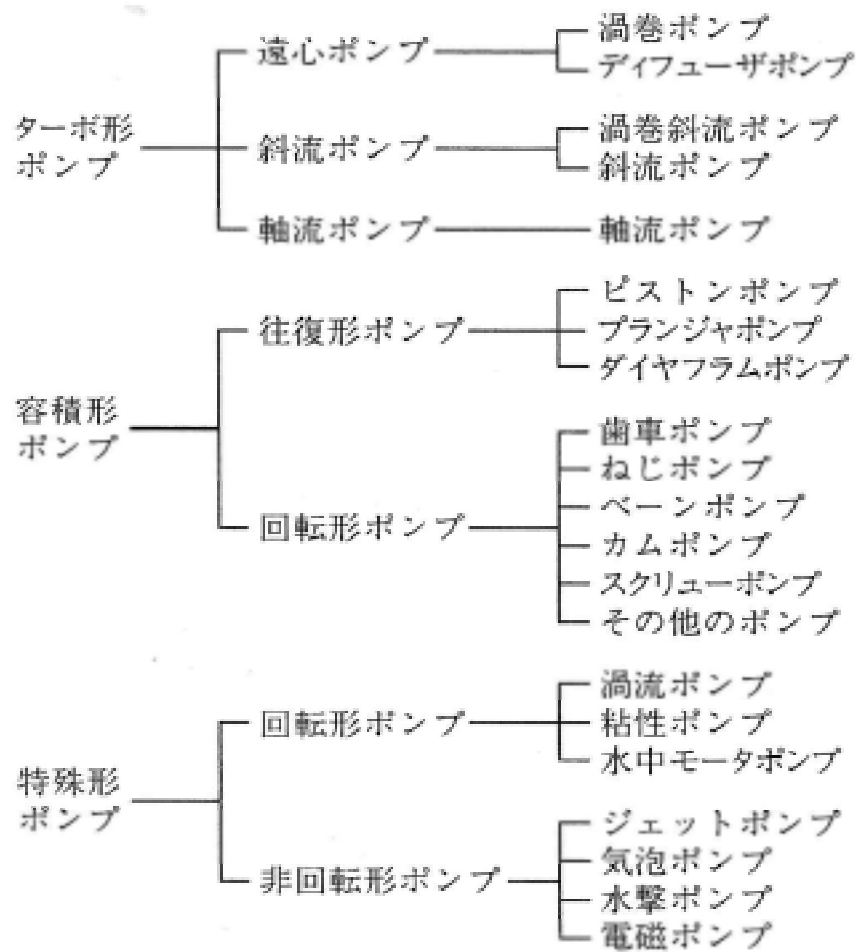 遠心ポンプ
渦巻ポンプ
ディフューザポンプ
ターボ形
ポンプ
斜流ポンプ
渦巻斜流ポンプ
斜流ポンプ
軸流ポンプ
軸流ポンプ
往復形ポンプ
ピストンポンプ
プランジャポンプ
ダイヤフラムポンプ
容積形
ポンプ
回転形ポンプ
歯車ポンプ
ねじポンプ
ベーンポンプ
カムポンプ
スクリューポンプ
その他のポンプ
特殊形
ポンプ
回転形ポンプ
渦流ポンプ
粘性ポンプ
水中モータポンプ
非回転形ポンプ
ジェットポンプ
気泡ポンプ
水撃ポンプ
電磁ポンプ